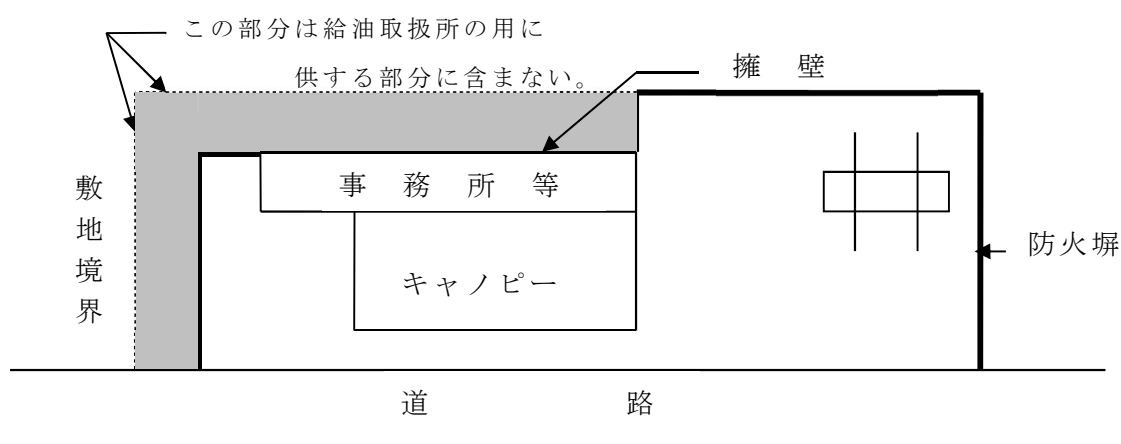 この部分は給油取扱所の用に
供する部分に含まない。
擁 壁
事 務 所 等
敷地境界
防火塀
キャノピー
道 路